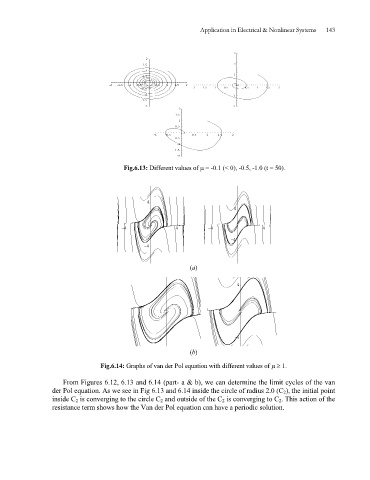 Application in Electrical & Nonlinear Systems 143
Fig.6.13: Different values of μ = -0.1 (< 0), -0.5, -1.0 (t = 50).
(a)
(b)
Fig.6.14: Graphs of van der Pol equation with different values of μ ≥ 1.
From Figures 6.12, 6.13 and 6.14 (part- a & b), we can determine the limit cycles of the van
der Pol equation. As we see in Fig 6.13 and 6.14 inside the circle of radius 2.0 (C₂), the initial point
inside C₂ is converging to the circle C₂ and outside of the C₂ is converging to C₂. This action of the
resistance term shows how the Van der Pol equation can have a periodic solution.